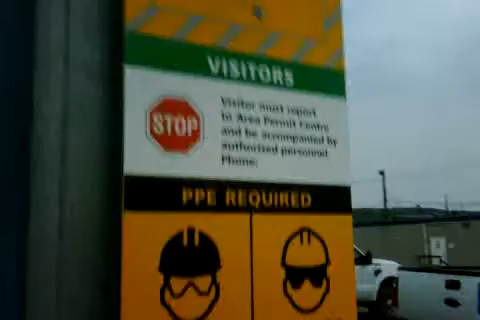 VISITORS
STOP
Visitor must report
to Area Permit Centre
and be accompanied by
authorized personnel
Phone:
PPE REQUIRED